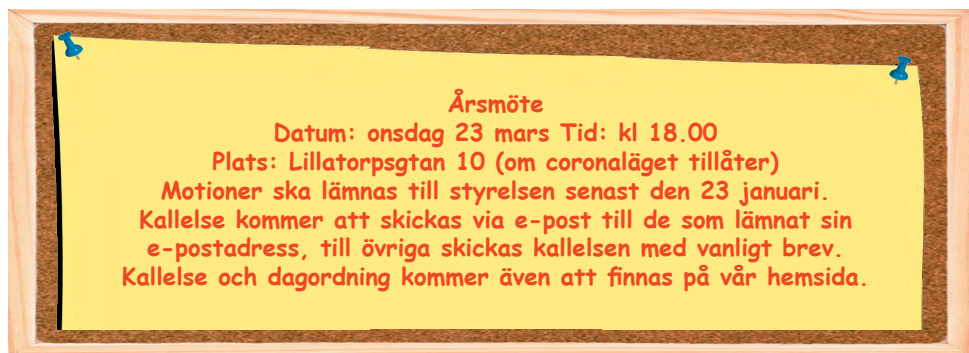 Årsmöte
Datum: onsdag 23 mars Tid: kl 18.00
Plats: Lillatorpsgtan 10 (om coronaläget tillåter)
Motioner ska lämnas till styrelsen senast den 23 januari.
Kallelse kommer att skickas via e-post till de som lämnat sin
e-postadress, till övriga skickas kallelsen med vanligt brev.
Kallelse och dagordning kommer även att finnas på vår hemsida.